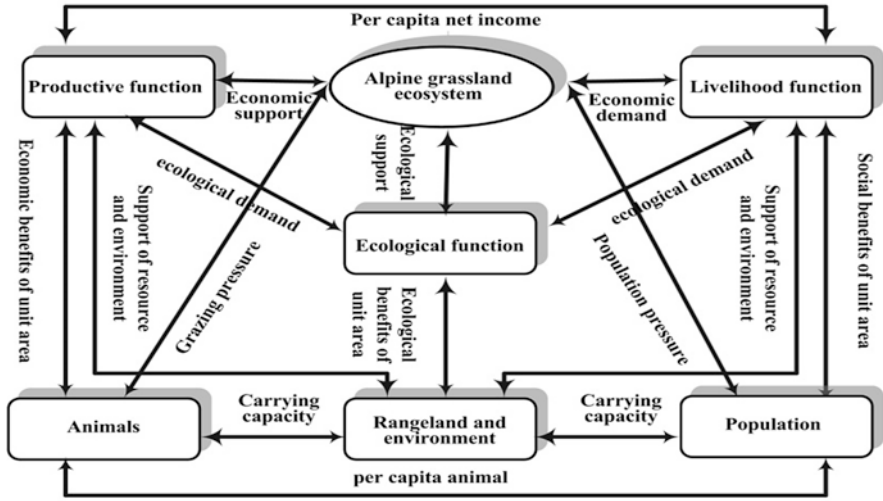 Per capita net income
Productive function
Alpine grassland
ecosystem
Livelihood function
Economic
support
Economic
demand
Ecological
support
ecological demand
ecological demand
Ecological function
Economic benefits of unit area
Support of resource
and environment
Grazing pressure
Ecological
benefits of
unit area
Population pressure
Support of resource
and environment
Social benefits of unit area
Animals
Carrying
capacity
Rangeland and
environment
Carrying
capacity
Population
per capita animal